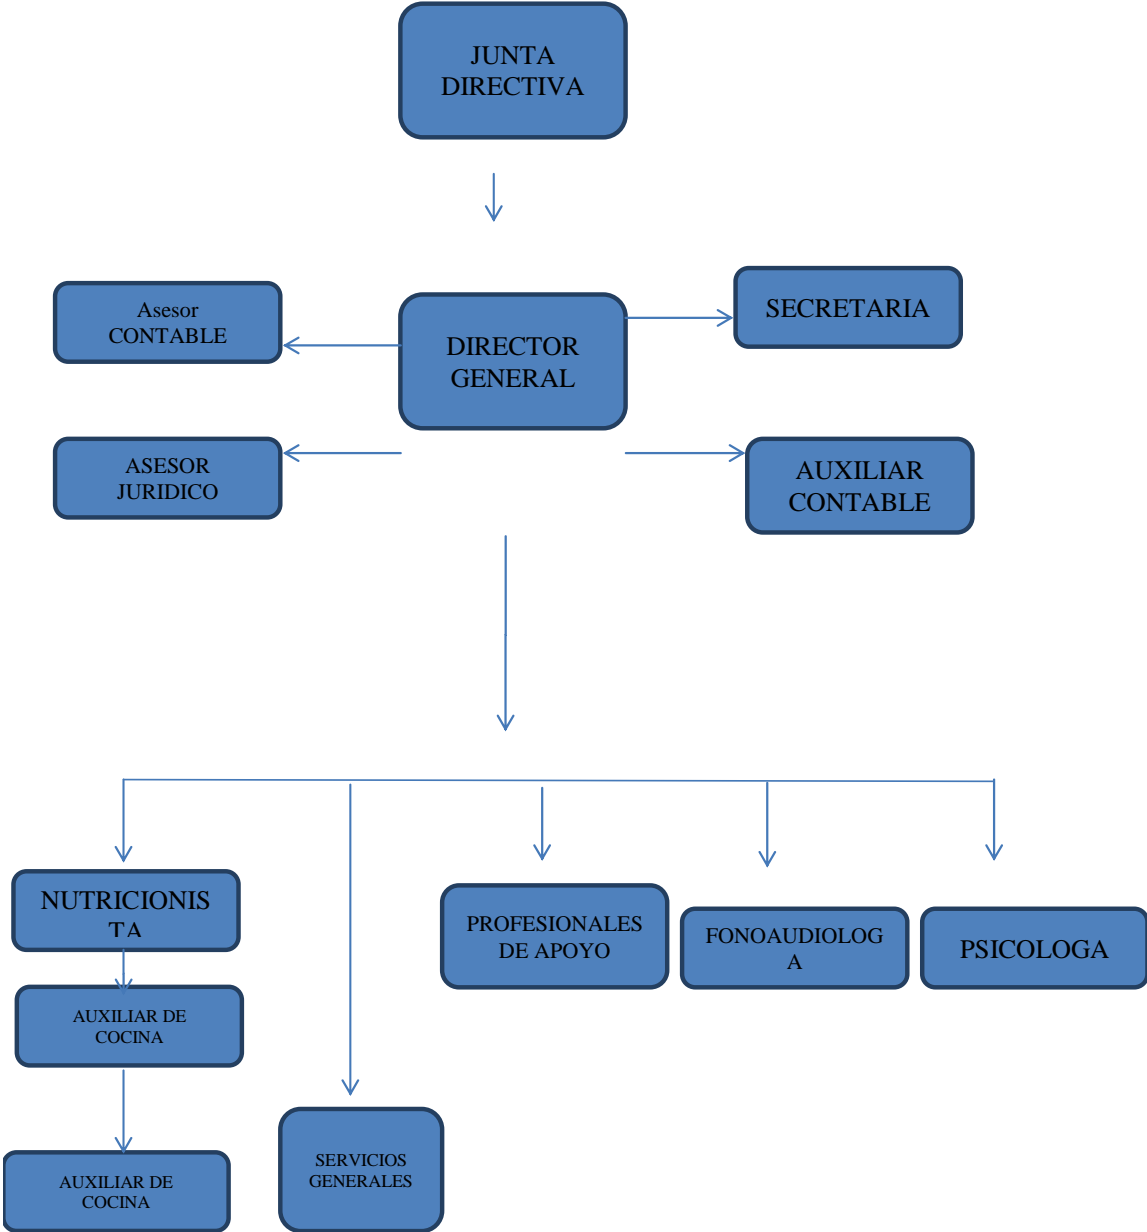 JUNTA
DIRECTIVA
Asesor
CONTABLE
DIRECTOR
GENERAL
SECRETARIA
ASESOR
JURIDICO
AUXILIAR
CONTABLE
NUTRICIONIS
TA
PROFESIONALES
DE APOYO
FONOAUDIOLOG
A
PSICOLOGA
AUXILIAR DE
COCINA
SERVICIOS
GENERALES
AUXILIAR DE
COCINA